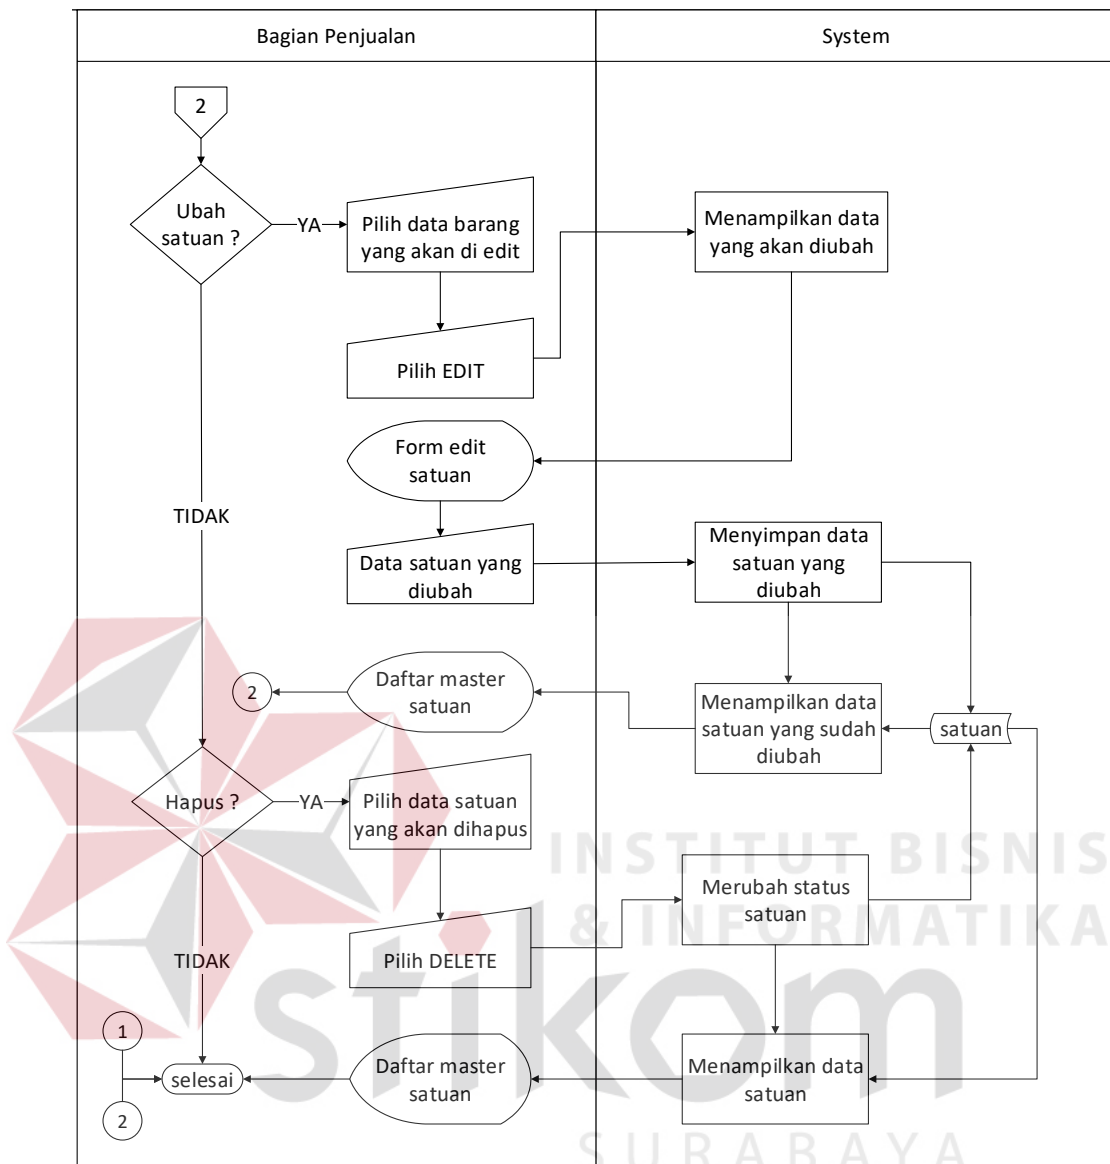 Bagian Penjualan
System
2
Ubah
satuan ?
YA
Pilih data barang
yang akan di edit
Menampilkan data
yang akan diubah
Pilih EDIT
Form edit
satuan
TIDAK
Data satuan yang
diubah
Menyimpan data
satuan yang
diubah
2
Daftar master
satuan
Menampilkan data
satuan yang sudah
diubah
satuan
Hapus ?
YA
Pilih data satuan
yang akan dihapus
INSTITUT BISNIS
& INFORMATIKA
Merubah status
satuan
TIDAK
Pilih DELETE
stikom
1
selesai
2
Daftar master
satuan
Menampilkan data
satuan
SURABAYA